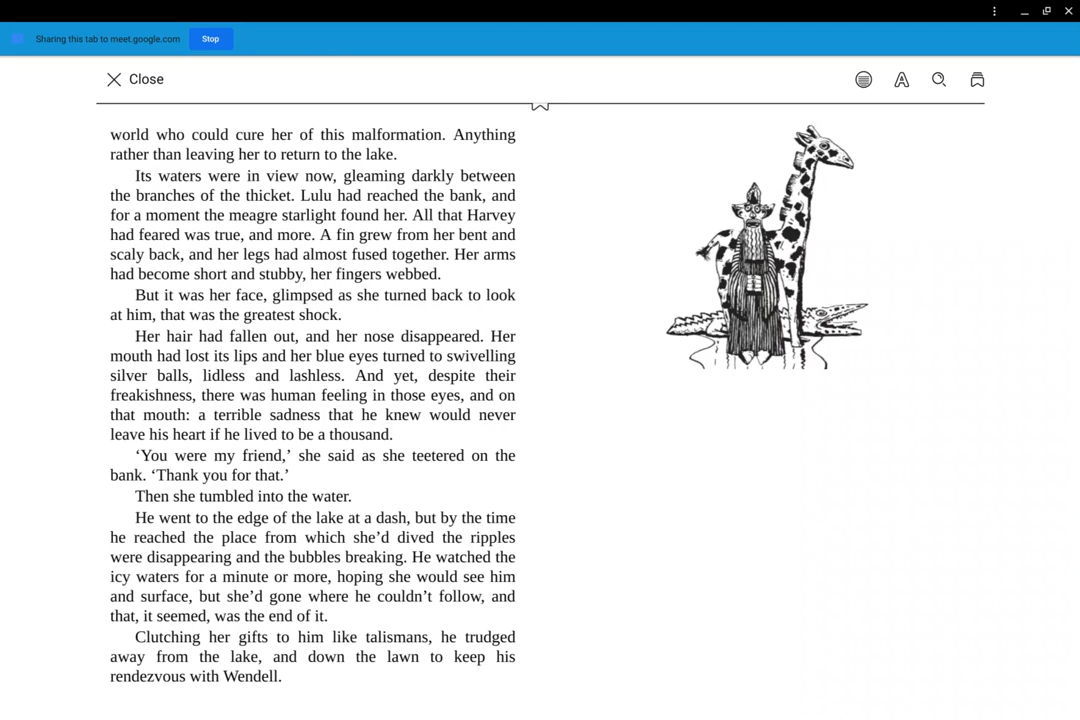 Sharing this tab to meet.google.com Stop
Close
world who could cure her of this malformation. Anything
rather than leaving her to return to the lake.
Its waters were in view now, gleaming darkly between
the branches of the thicket. Lulu had reached the bank, and
for a moment the meagre starlight found her. All that Harvey
had feared was true, and more. A fin grew from her bent and
scaly back, and her legs had almost fused together. Her arms
had become short and stubby, her fingers webbed.
But it was her face, glimpsed as she turned back to look
at him, that was the greatest shock.
Her hair had fallen out, and her nose disappeared. Her
mouth had lost its lips and her blue eyes turned to swivelling
silver balls, lidless and lashless. And yet, despite their
freakishness, there was human feeling in those eyes, and on
that mouth: a terrible sadness that he knew would never
leave his heart if he lived to be a thousand.
‘You were my friend,’ she said as she teetered on the
bank. ‘Thank you for that.’
Then she tumbled into the water.
He went to the edge of the lake at a dash, but by the time
he reached the place from which she’d dived the ripples
were disappearing and the bubbles breaking. He watched the
icy waters for a minute or more, hoping she would see him
and surface, but she’d gone where he couldn’t follow, and
that, it seemed, was the end of it.
Clutching her gifts to him like talismans, he trudged
away from the lake, and down the lawn to keep his
rendezvous with Wendell.